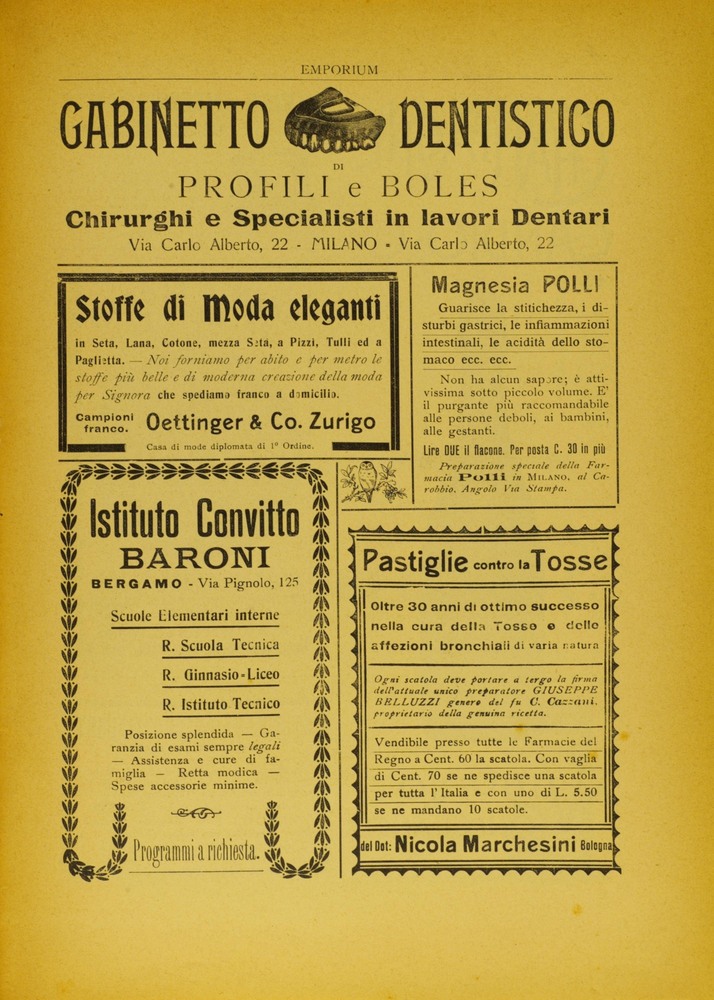 EMPORIUM
GABINETTO DENTISTICO
DI
PROFILI e BOLES
Chirurghi e Specialisti in lavori Dentari
Via Carlo Alberto, 22 - MILANO - Via Carlo Alberto, 22
Stoffe di Moda eleganti
in Seta, Lana, Cotone, mezza Seta, a Pizzi, Tulli ed a
Paglietta. — Noi forniamo per abito e per metro le
stoffe più belle e di moderna creazione della moda
per Signora che spediamo franco a domicilio.
Campioni
franco.
Oettinger & Co. Zurigo
Casa di mode diplomata di 1º Ordine.
Magnesia POLLI
Guarisce la stitichezza, i di-
sturbi gastrici, le infiammazioni
intestinali, le acidità dello sto-
maco ecc. ecc.
Non ha alcun sapore; è atti-
vissima sotto piccolo volume. E'
il purgante più raccomandabile
alle persone deboli, ai bambini,
alle gestanti.
Lire DUE il flacone. Per posta C. 30 in più
Preparazione speciale della Far-
macia Polli in MILANO, al Ca-
robbio, Angolo Via Stampa.
Istituto Convitto
BARONI
BERGAMO - Via Pignolo, 125
Scuole Elementari interne
R. Scuola Tecnica
R. Ginnasio-Liceo
R. Istituto Tecnico
Posizione splendida — Ga-
ranzia di esami sempre legali
— Assistenza e cure di fa-
miglia — Retta modica —
Spese accessorie minime.
Programmi a richiesta.
Pastiglie contro la Tosse
Oltre 30 anni di ottimo successo
nella cura della Tosse e delle
affezioni bronchiali di varia natura
Ogni scatola deve portare a tergo la firma
dell'attuale unico preparatore GIUSEPPE
BELLUZZI genero del fu C. Cazzani,
proprietario della genuina ricetta.
Vendibile presso tutte le Farmacie del
Regno a Cent. 60 la scatola. Con vaglia
di Cent. 70 se ne spedisce una scatola
per tutta l'Italia e con uno di L. 5.50
se ne mandano 10 scatole.
del Dot: Nicola Marchesini Bologna